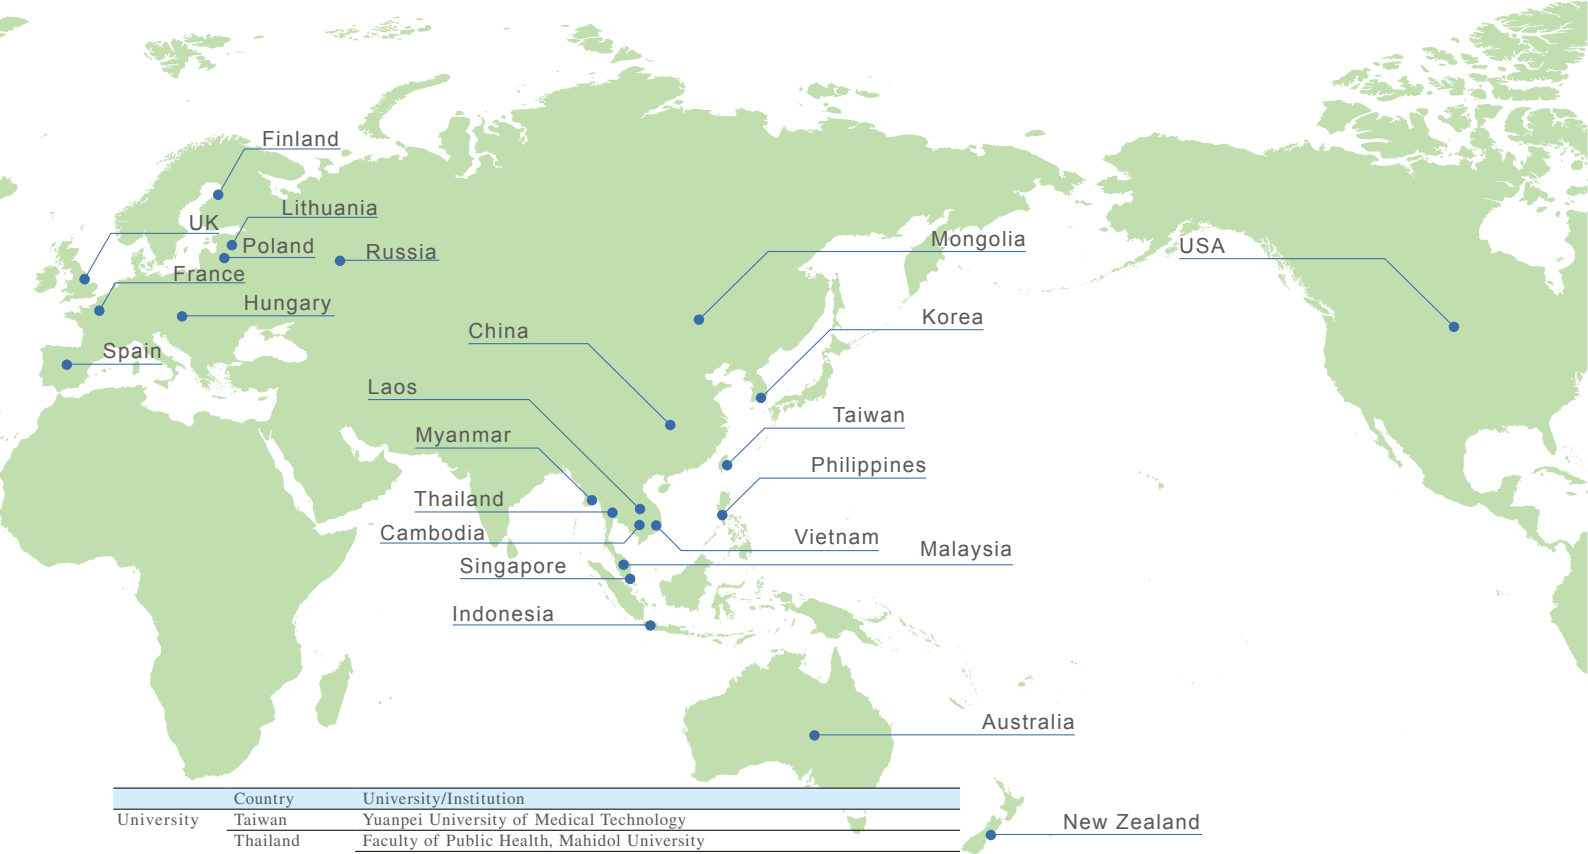 Finland
Lithuania
UK
Mongolia
Poland
Russia
USA
France
Hungary
Korea
China
Spain
Laos
Taiwan
Myanmar
Philippines
Thailand
Cambodia
Vietnam
Malaysia
Singapore
Indonesia
Australia
Country University/Institution
University Taiwan Yuanpei University of Medical Technology
New Zealand
Thailand Faculty of Public Health, Mahidol University